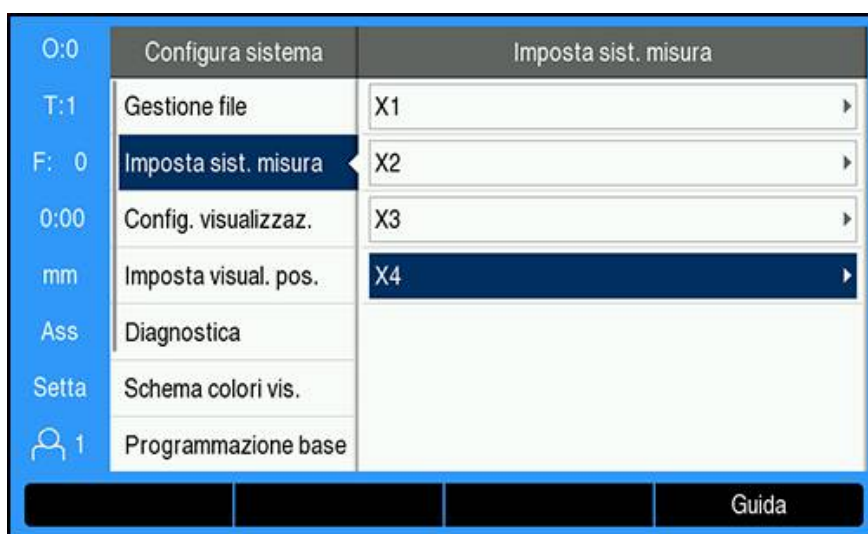 O:0
Configura sistema
Imposta sist. misura
T:1
Gestione file
X1
F: 0
Imposta sist. misura
X2
0:00
Config. visualizzaz.
X3
mm
Imposta visual. pos.
X4
Ass
Diagnostica
Setta
Schema colori vis.
1
Programmazione base
Guida